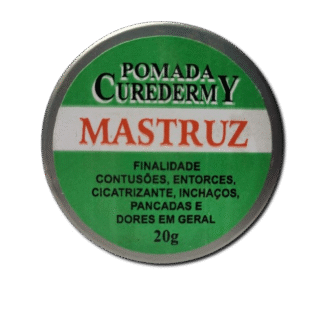 POMADA
CUREDERMY
MASTRUZ
FINALIDADE
CONTUSÕES, ENTORCES,
CICATRIZANTE, INCHAÇOS,
PANCADAS E
DORES EM GERAL
20g